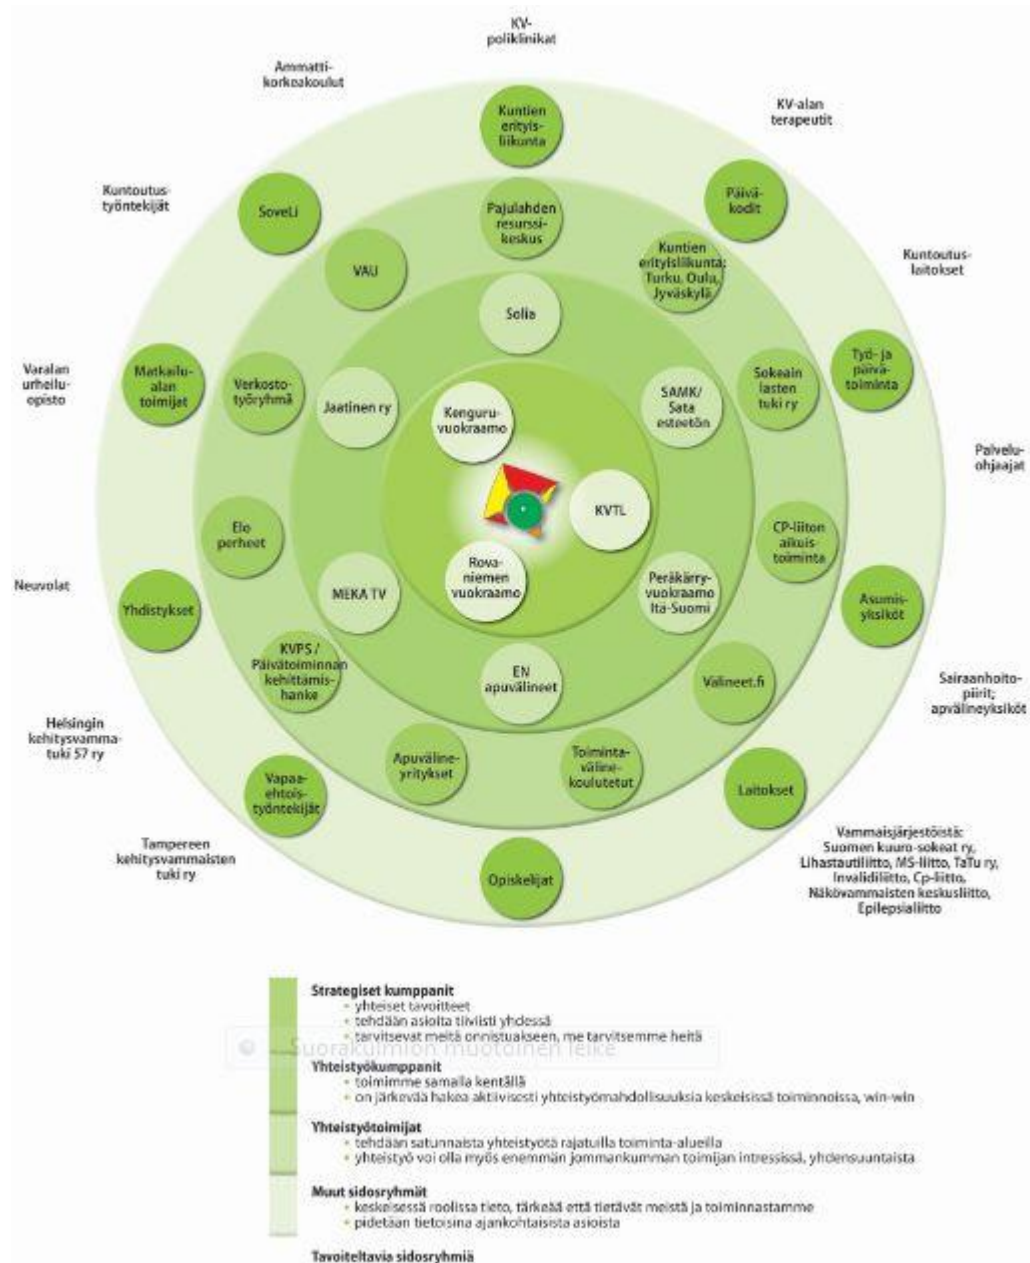 KV-
poliklinikat
Ammatti-
korkeakoulut
KV-alan
terapeutit
Kuntoutus-
työntekijät
Kuntoutus-
laitokset
Varalan
urheilu-
opisto
Palvelu-
ohjaajat
Neuvolat
Sairaanhoito-
piirit;
apvälineyksiköt
Helsingin
kehitysvamma-
tuki 57 ry
Tampereen
kehitysvammaisten
tuki ry
Vammaisjärjestöistä:
Suomen kuuro-sokeat ry,
Lihastautiliitto, MS-liitto, TaTu ry,
Invalidiliitto, Cp-liitto,
Näkövammaisten keskusliitto,
Epilepsialiitto
Kuntien
erityis-
liikunta
SoveLi
Päivä-
kodit
Matkailu-
alan
toimijat
Työ- ja
päivä-
toiminta
Yhdistykset
Asumis-
yksiköt
Vapaa-
ehtois-
työntekijät
Laitokset
Opiskelijat
Pajulahden
resurssi-
keskus
VAU
Kuntien
erityisliikunta;
Turku, Oulu,
Jyväskylä
Verkosto-
työryhmä
Sokeain
lasten
tuki ry
Elo
perheet
CP-liiton
aikuis-
toiminta
KVPS /
Päivätoiminnan
kehittämis-
hanke
Välineet.fi
Apuväline-
yritykset
Toiminta-
väline-
koulutetut
Solia
Jaatinen ry
SAMK/
Sata
esteetön
MEKA TV
Peräkärry-
vuokraamo
Itä-Suomi
EN
apuvälineet
Kenguru-
vuokraamo
KVTL
Rova-
niemen
vuokraamo
Strategiset kumppanit
• yhteiset tavoitteet
• tehdään asioita tiiviisti yhdessä
• tarvitsevat meitä onnistuakseen, me tarvitsemme heitä
Suorakulmion muotoinen leike
Yhteistyökumppanit
• toimimme samalla kentällä
• on järkevää hakea aktiivisesti yhteistyömahdollisuuksia keskeisissä toiminnoissa, win-win
Yhteistyötoimijat
• tehdään satunnaista yhteistyötä rajatuilla toiminta-alueilla
• yhteistyö voi olla myös enemmän jommankumman toimijan intressissä, yhdensuuntaista
Muut sidosryhmät
• keskeisessä roolissa tieto, tärkeää että tietävät meistä ja toiminnastamme
• pidetään tietoisina ajankohtaisista asioista
Tavoiteltavia sidosryhmiä